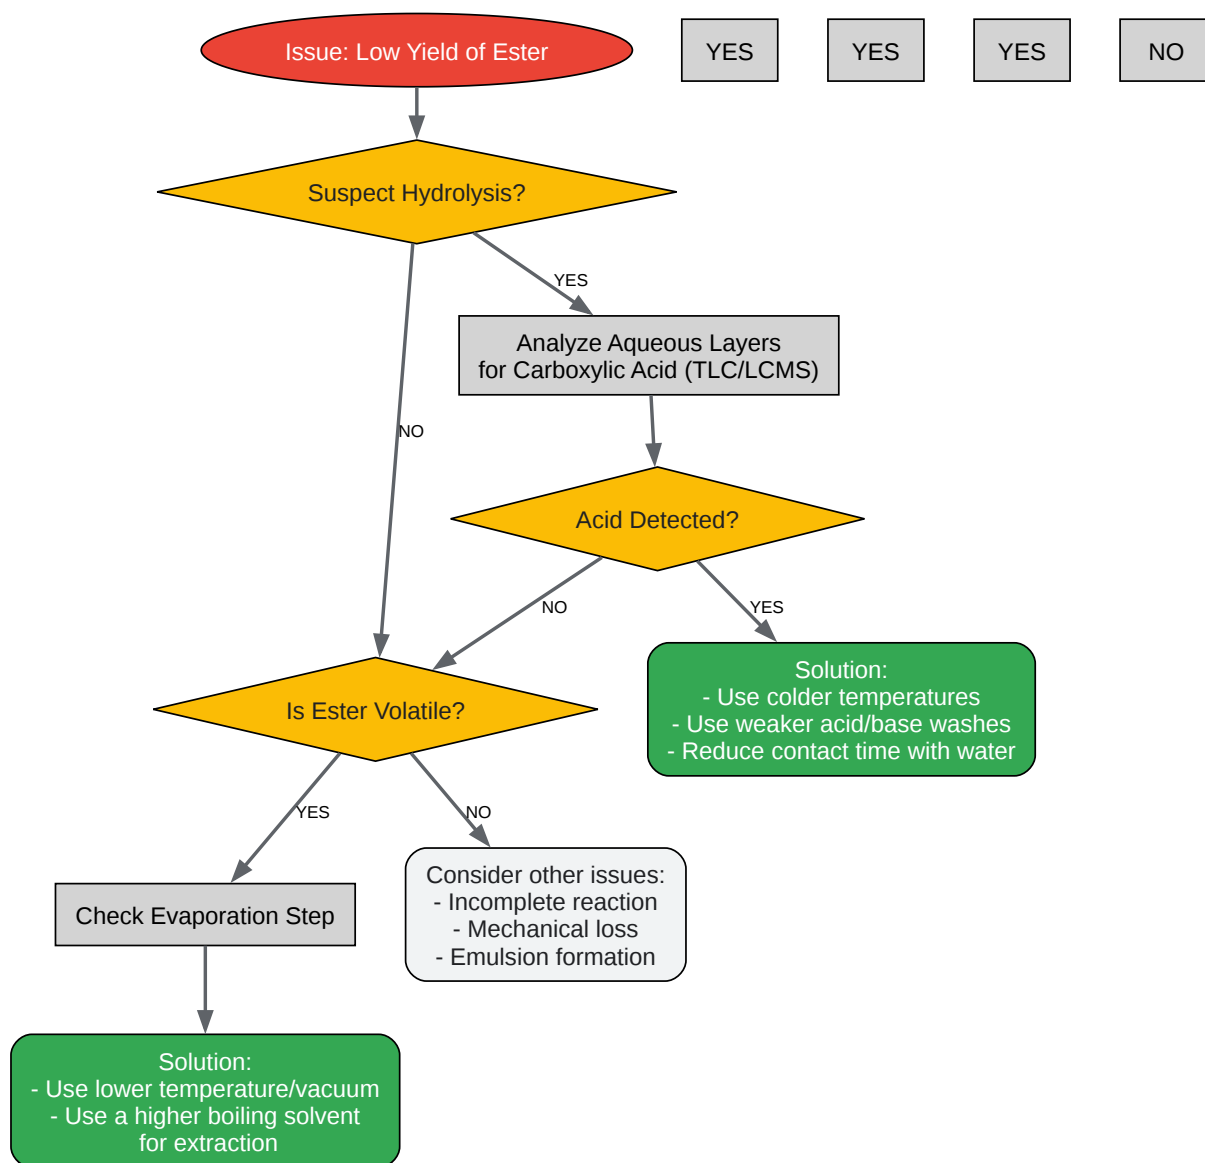 Issue: Low Yield of Ester
YES
YES
YES
NO
Suspect Hydrolysis?
YES
Analyze Aqueous Layers
for Carboxylic Acid (TLC/LCMS)
NO
Acid Detected?
NO
YES
Solution:
- Use colder temperatures
- Use weaker acid/base washes
- Reduce contact time with water
Is Ester Volatile?
YES
NO
Consider other issues:
- Incomplete reaction
- Mechanical loss
- Emulsion formation
Check Evaporation Step
Solution:
- Use lower temperature/vacuum
- Use a higher boiling solvent
for extraction